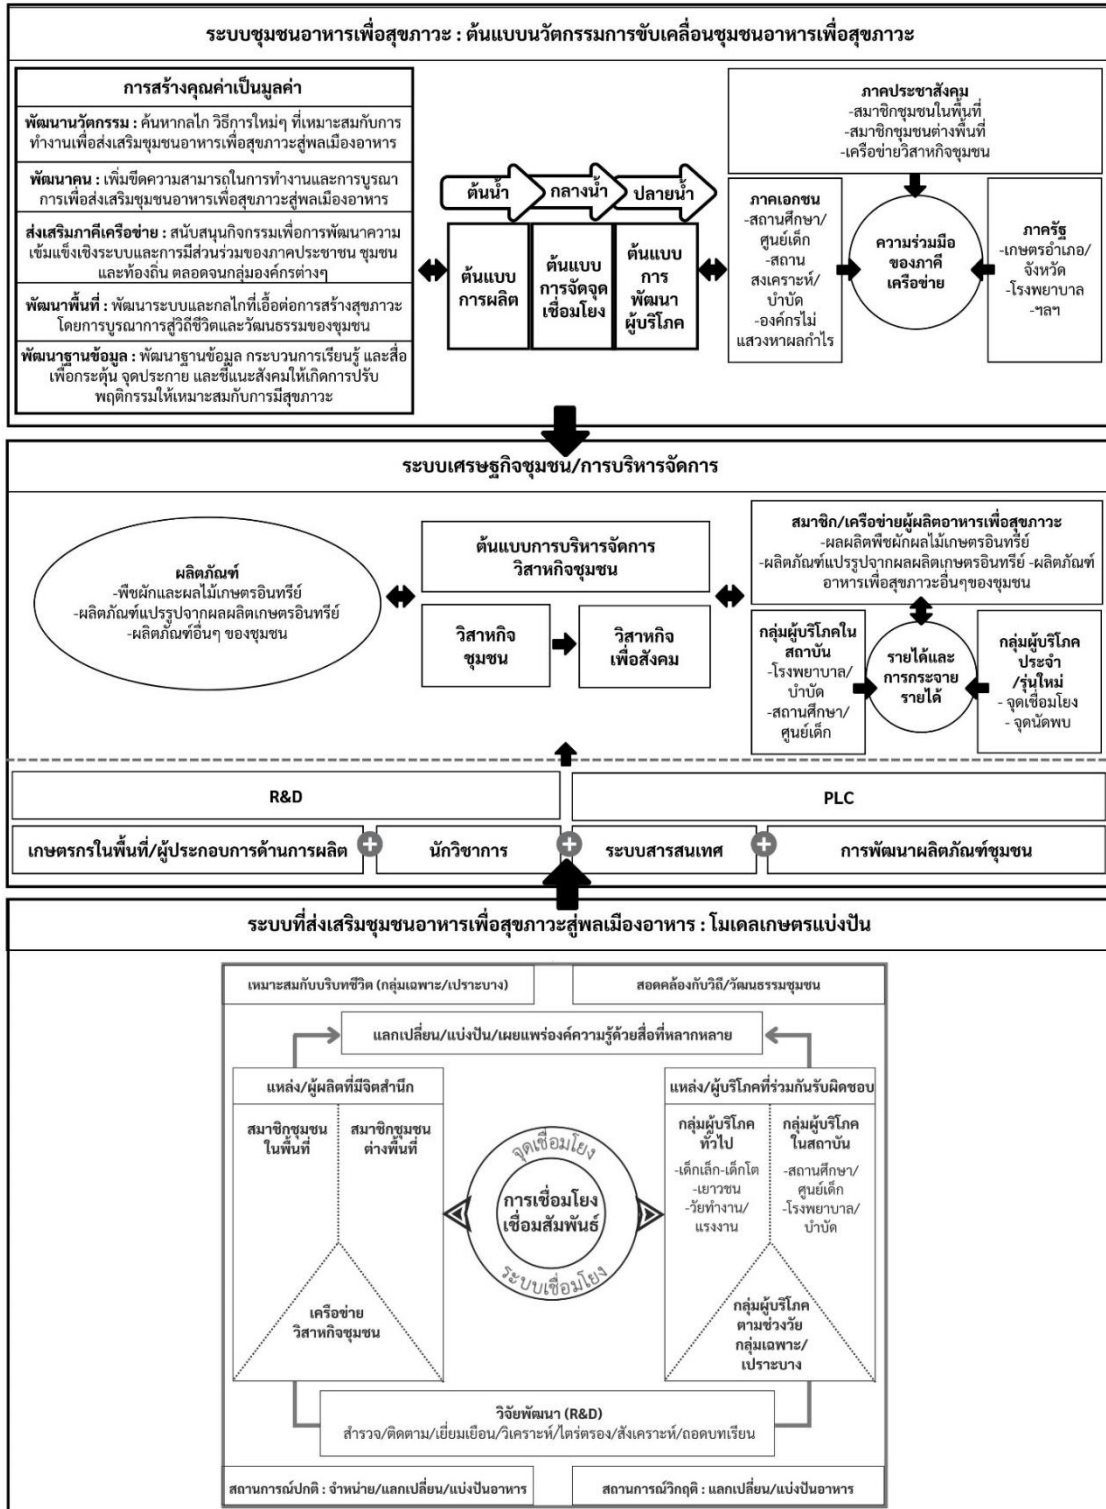 ระบบชุมชนอาหารเพื่อสุขภาวะ : ต้นแบบนวัตกรรมการขับเคลื่อนชุมชนอาหารเพื่อสุขภาวะ
การสร้างคุณค่าเป็นมูลค่า
พัฒนานวัตกรรม : ค้นหากลไก วิธีการใหม่ๆ ที่เหมาะสมกับการ
ทำงานเพื่อส่งเสริมชุมชนอาหารเพื่อสุขภาวะสู่พลเมืองอาหาร
พัฒนาคน : เพิ่มขีดความสามารถในการทำงานและการบูรณา
การเพื่อส่งเสริมชุมชนอาหารเพื่อสุขภาวะสู่พลเมืองอาหาร
ส่งเสริมภาคีเครือข่าย : สนับสนุนกิจกรรมเพื่อการพัฒนาความ
เข้มแข็งเชิงระบบและการมีส่วนร่วมของภาคประชาชน ชุมชน
และท้องถิ่น ตลอดจนกลุ่มองค์กรต่างๆ
พัฒนาพื้นที่ : พัฒนาระบบและกลไกที่เอื้อต่อการสร้างสุขภาวะ
โดยการบูรณาการสู่วิถีชีวิตและวัฒนธรรมของชุมชน
พัฒนาฐานข้อมูล : พัฒนาฐานข้อมูล กระบวนการเรียนรู้ และสื่อ
เพื่อกระตุ้น จุดประกาย และชี้แนะสังคมให้เกิดการปรับ
พฤติกรรมให้เหมาะสมกับการมีสุขภาวะ
ต้นน้ำ
กลางน้ำ
ปลายน้ำ
ต้นแบบ
การผลิต
ต้นแบบ
การจัดจุด
เชื่อมโยง
ต้นแบบ
การ
พัฒนา
ผู้บริโภค
ภาคประชาสังคม
-สมาชิกชุมชนในพื้นที่
-สมาชิกชุมชนต่างพื้นที่
-เครือข่ายวิสาหกิจชุมชน
ภาคเอกชน
-สถานศึกษา/
ศูนย์เด็ก
-สถาน
สงเคราะห์/
บำบัด
-องค์กรไม่
แสวงหาผลกำไร
ความร่วมมือ
ของภาคี
เครือข่าย
ภาครัฐ
-เกษตรอำเภอ/
จังหวัด
-โรงพยาบาล
-ฯลฯ
ระบบเศรษฐกิจชุมชน/การบริหารจัดการ
ผลิตภัณฑ์
-พืชผักและผลไม้เกษตรอินทรีย์
-ผลิตภัณฑ์แปรรูปจากผลผลิตเกษตรอินทรีย์
-ผลิตภัณฑ์อื่นๆ ของชุมชน
ต้นแบบการบริหารจัดการ
วิสาหกิจชุมชน
วิสาหกิจ
ชุมชน
วิสาหกิจ
เพื่อสังคม
สมาชิก/เครือข่ายผู้ผลิตอาหารเพื่อสุขภาวะ
-ผลผลิตพืชผักผลไม้เกษตรอินทรีย์
-ผลิตภัณฑ์แปรรูปจากผลผลิตเกษตรอินทรีย์ -ผลิตภัณฑ์
อาหารเพื่อสุขภาวะอื่นๆของชุมชน
กลุ่มผู้บริโภคใน
สถาบัน
-โรงพยาบาล/
บำบัด
-สถานศึกษา/
ศูนย์เด็ก
รายได้และ
การกระจาย
รายได้
กลุ่มผู้บริโภค
ประจำ
/รุ่นใหม่
- จุดเชื่อมโยง
- จุดนัดพบ
R&D
PLC
เกษตรกรในพื้นที่/ผู้ประกอบการด้านการผลิต
+
นักวิชาการ
+
ระบบสารสนเทศ
+
การพัฒนาผลิตภัณฑ์ชุมชน
ระบบที่ส่งเสริมชุมชนอาหารเพื่อสุขภาวะสู่พลเมืองอาหาร : โมเดลเกษตรแบ่งปัน
เหมาะสมกับบริบทชีวิต (กลุ่มเฉพาะ/เปราะบาง)
สอดคล้องกับวิถี/วัฒนธรรมชุมชน
แลกเปลี่ยน/แบ่งปัน/เผยแพร่องค์ความรู้ด้วยสื่อที่หลากหลาย
แหล่ง/ผู้ผลิตที่มีจิตสำนึก
สมาชิกชุมชน
ในพื้นที่
สมาชิกชุมชน
ต่างพื้นที่
เครือข่าย
วิสาหกิจชุมชน
จุดเชื่อมโยง
การเชื่อมโยง
เชื่อมสัมพันธ์
ระบบเชื่อมโยง
แหล่ง/ผู้บริโภคที่ร่วมกันรับผิดชอบ
กลุ่มผู้บริโภค
ทั่วไป
-เด็กเล็ก-เด็กโต
-เยาวชน
-วัยทำงาน/
แรงงาน
กลุ่มผู้บริโภค
ในสถาบัน
-สถานศึกษา/
ศูนย์เด็ก
-โรงพยาบาล/
บำบัด
กลุ่มผู้บริโภค
ตามช่วงวัย
กลุ่มเฉพาะ/
เปราะบาง
วิจัยพัฒนา (R&D)
สำรวจ/ติดตาม/เยี่ยมเยือน/วิเคราะห์/ไตร่ตรอง/สังเคราะห์/ถอดบทเรียน
สถานการณ์ปกติ : จำหน่าย/แลกเปลี่ยน/แบ่งปันอาหาร
สถานการณ์วิกฤติ : แลกเปลี่ยน/แบ่งปันอาหาร